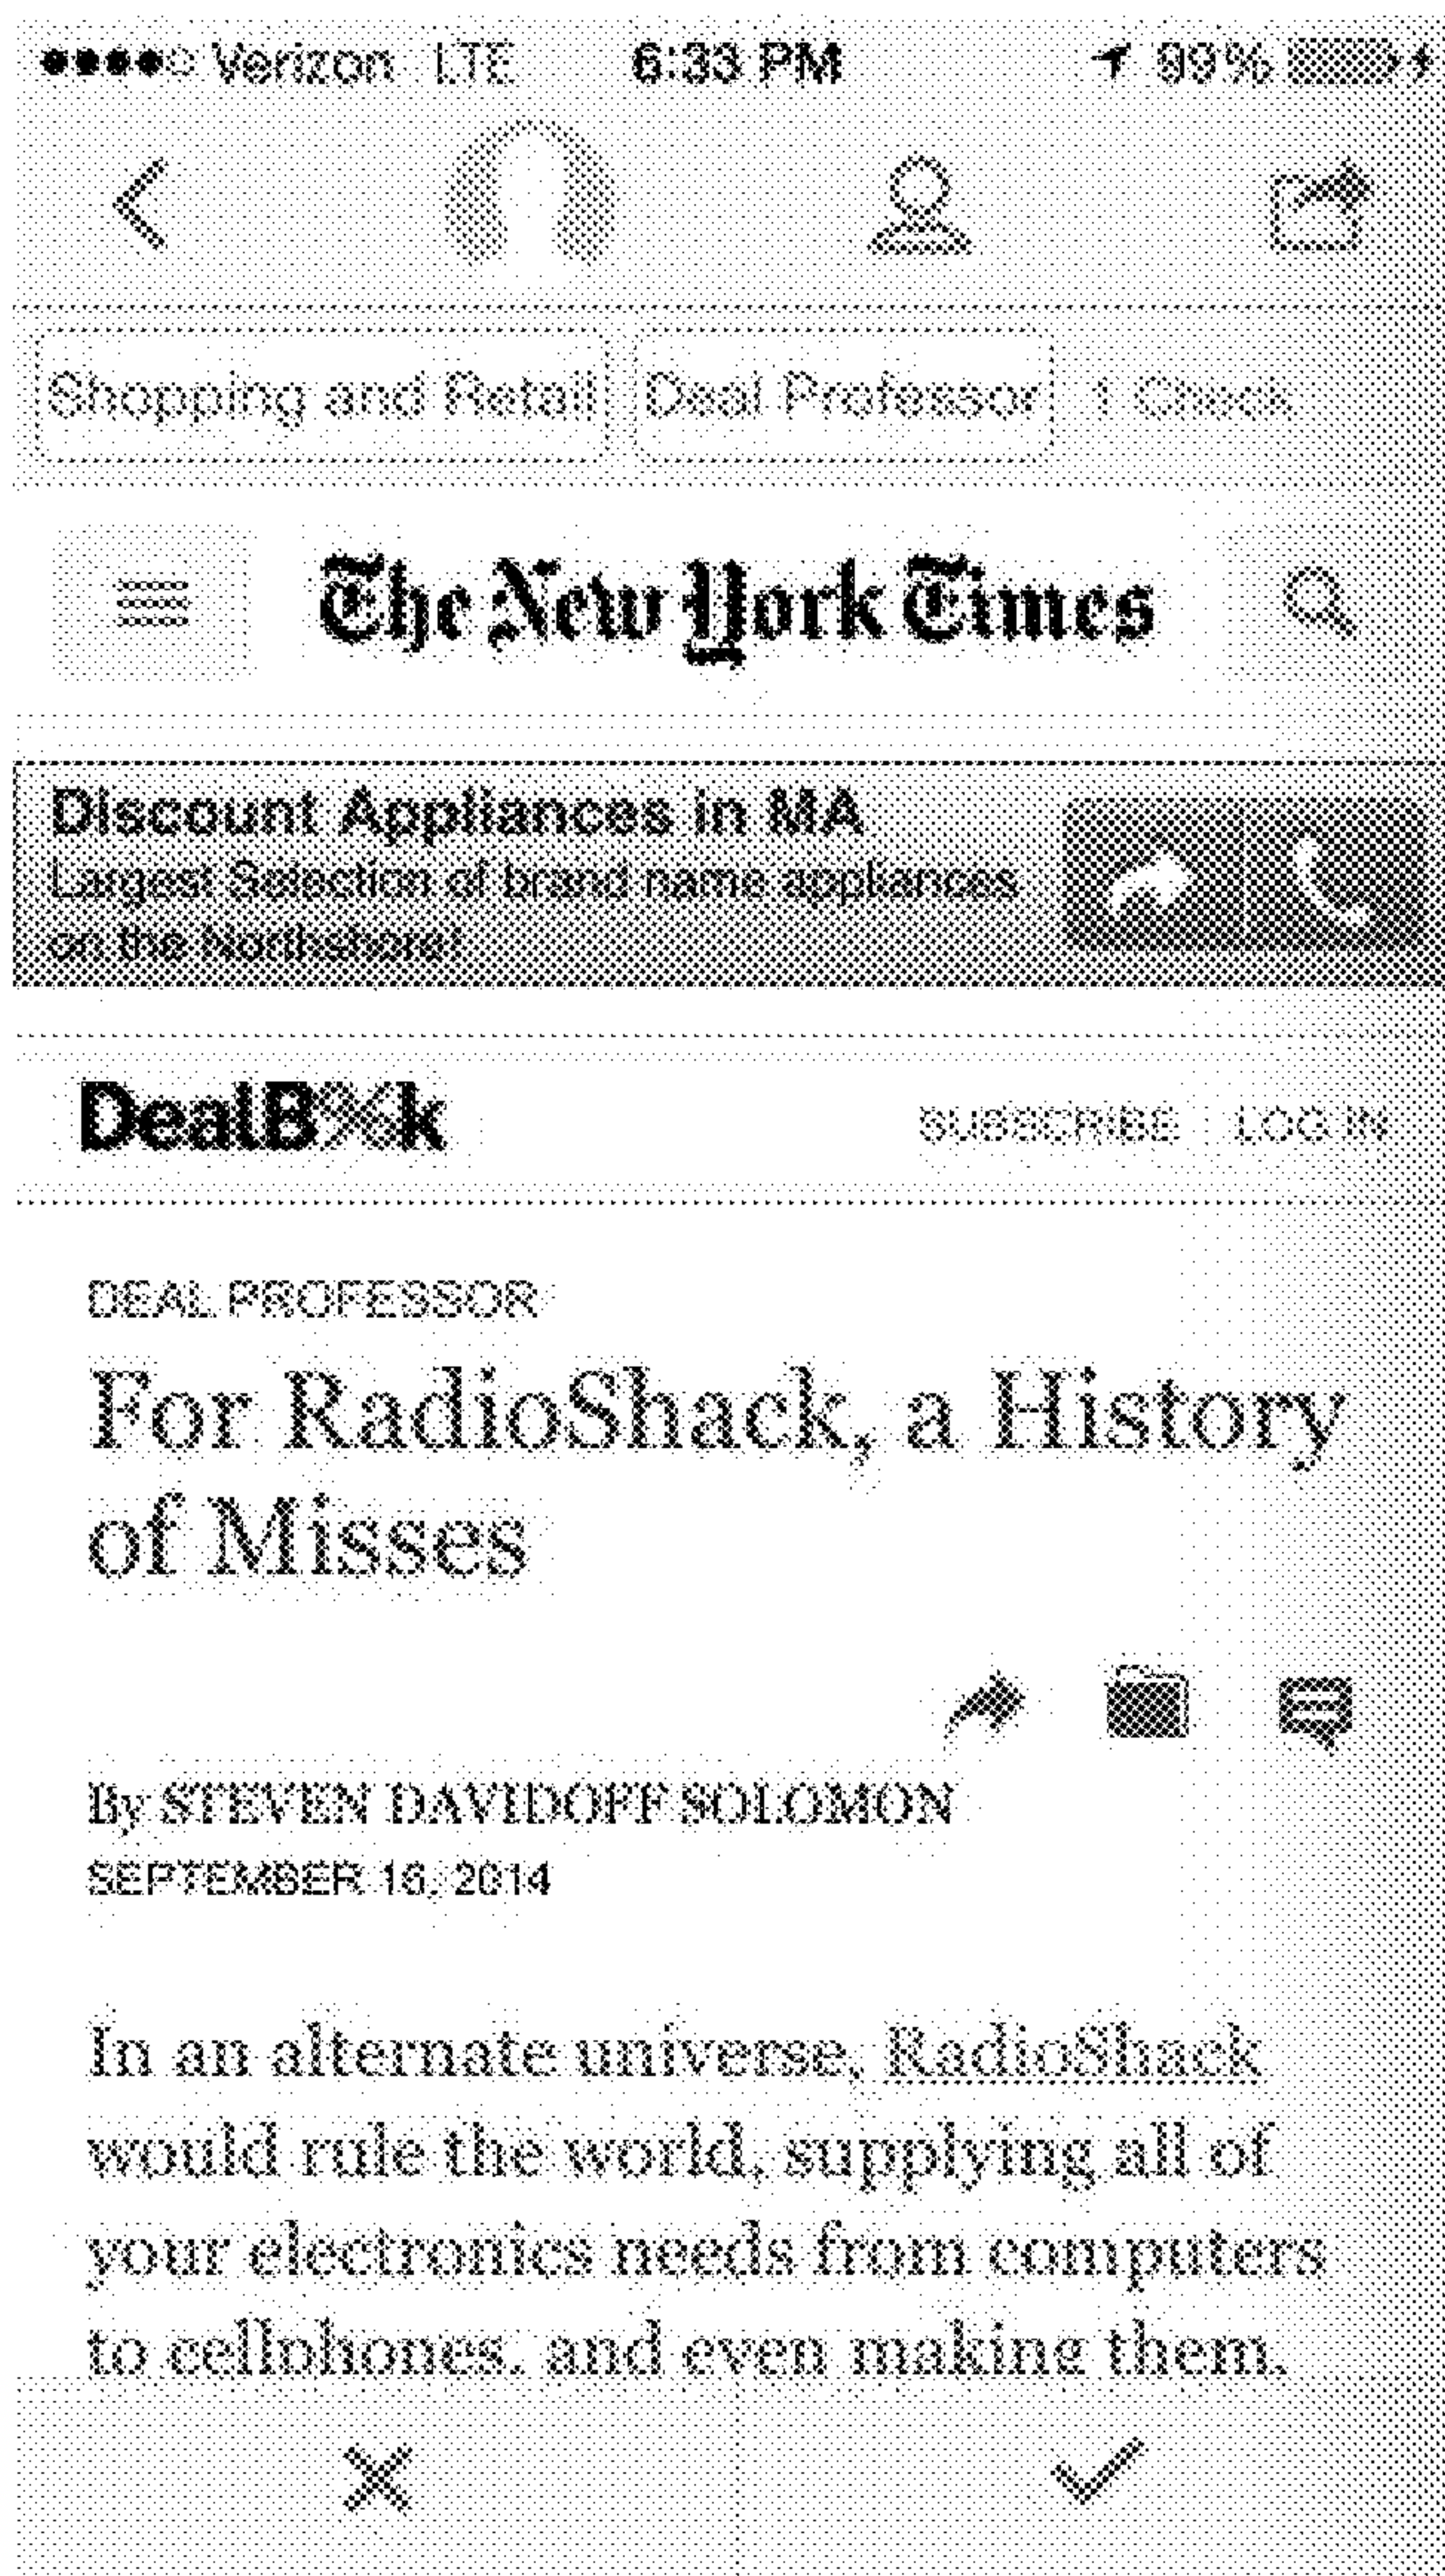 Verizon LTE 6:33 PM 99%
Shopping and Retail Deal Professor 1 Check
The New York Times
Discount Appliances in MA
Largest Selection of brand name appliances
on the Northshore!
DealB%k SUBSCRIBE | LOG IN
DEAL PROFESSOR
For RadioShack, a History
of Misses
By STEVEN DAVIDOFF SOLOMON
SEPTEMBER 16, 2014
In an alternate universe, RadioShack
would rule the world, supplying all of
your electronics needs from computers
to cellphones, and even making them.